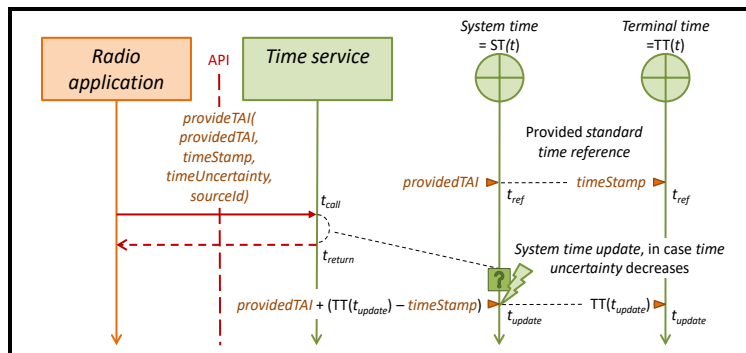 Radio
application
API
Time service
System time
= ST(t)
Terminal time
=TT(t)
provideTAI(
providedTAI,
timeStamp,
timeUncertainty,
sourceId)
Provided standard
time reference
providedTAI
timeStamp
t_ref
t_ref
t_call
t_return
System time update, in case time
uncertainty decreases
?
providedTAI + (TT(t_update) – timeStamp)
TT(t_update)
t_update
t_update